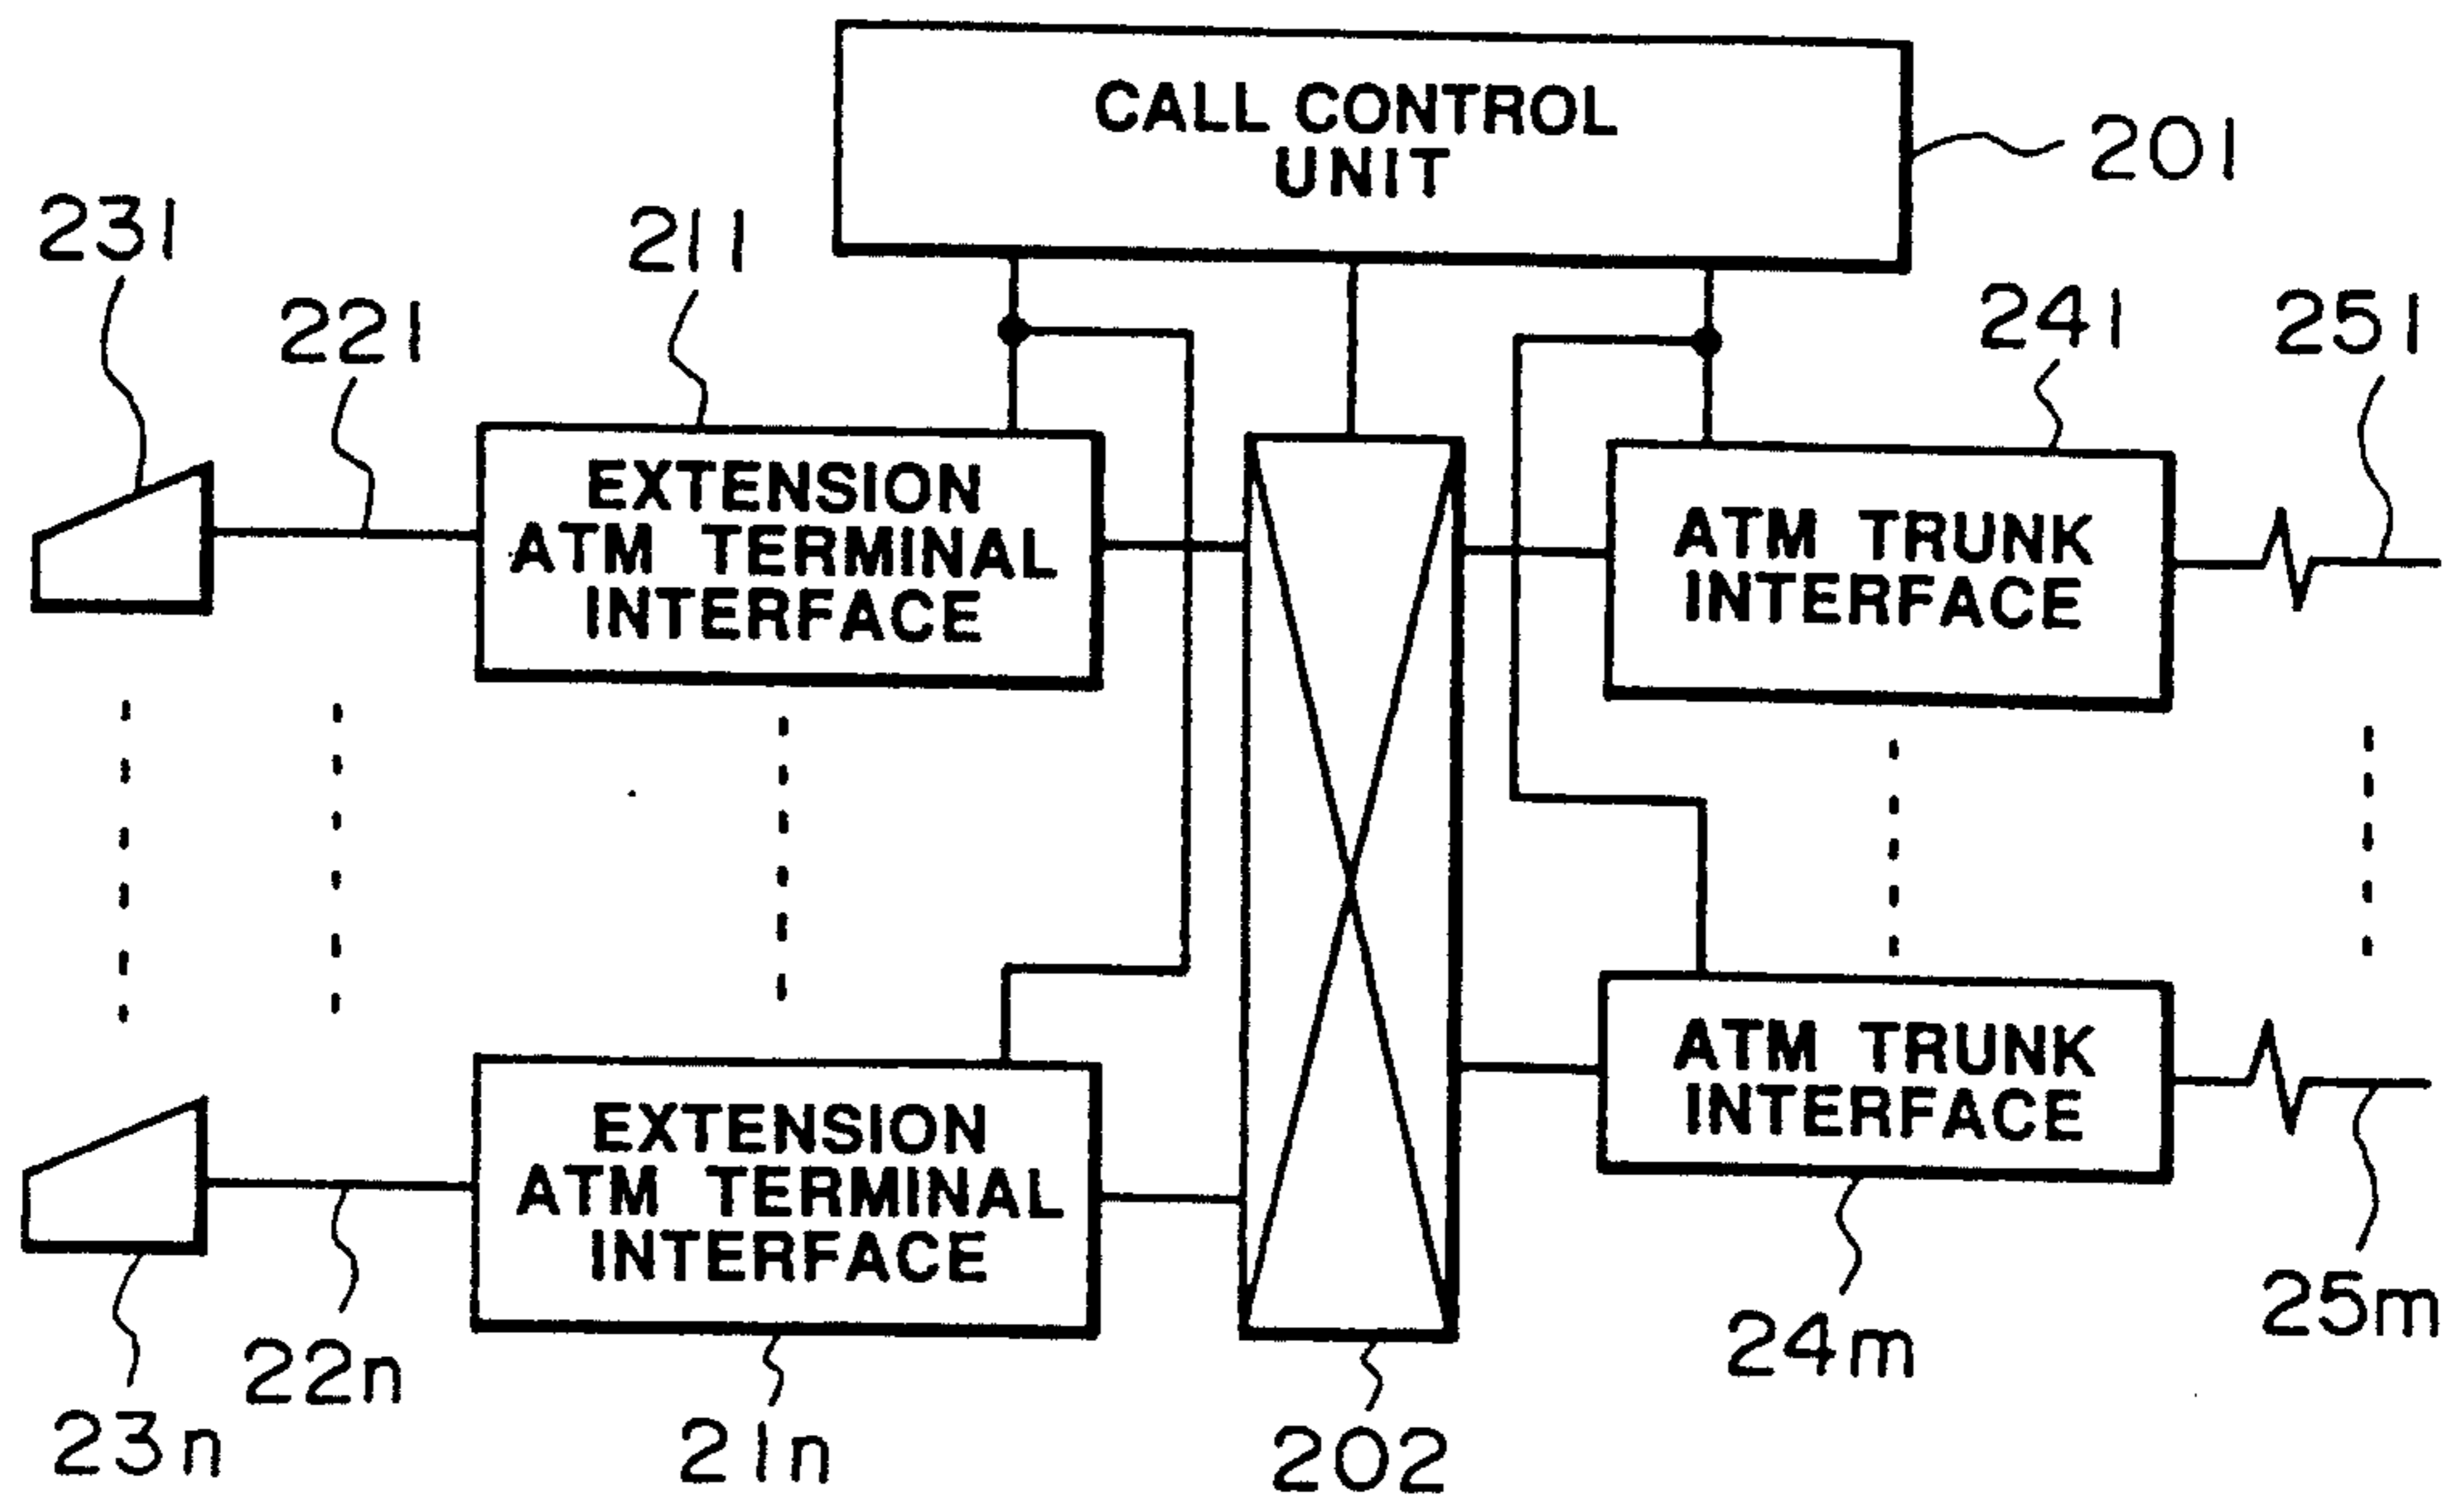 CALL CONTROL
UNIT
201
231
221
211
241
251
EXTENSION
ATM TERMINAL
INTERFACE
ATM TRUNK
INTERFACE
EXTENSION
ATM TERMINAL
INTERFACE
ATM TRUNK
INTERFACE
23n
22n
21n
202
24m
25m